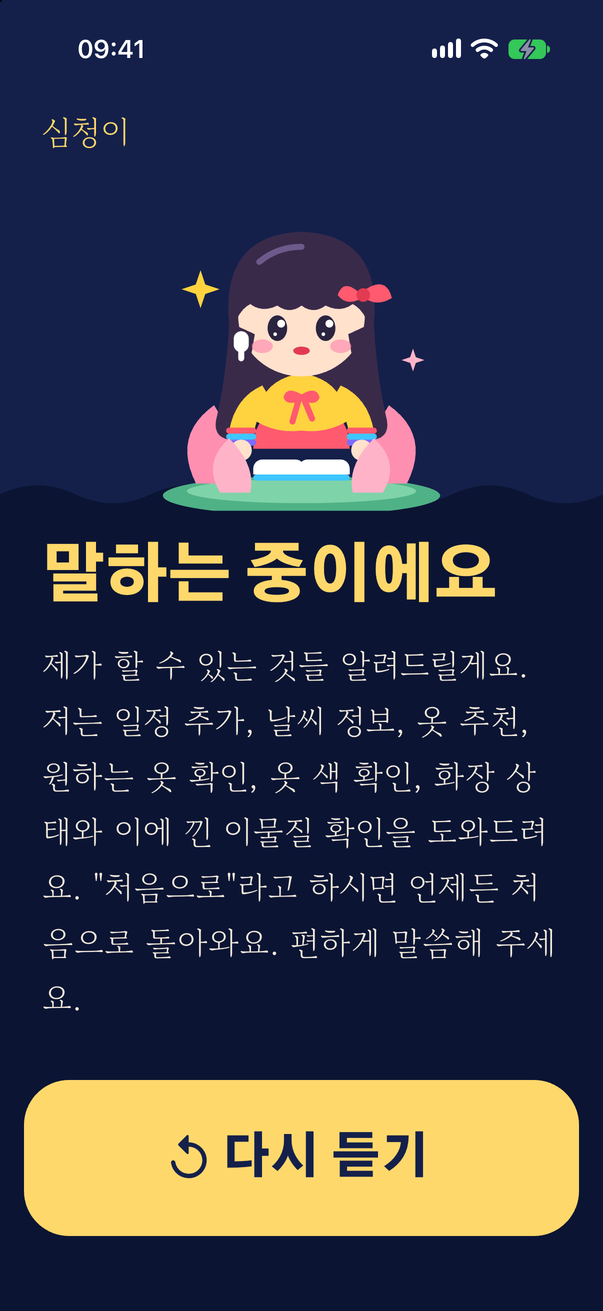 09:41
심청이
말하는 중이에요
제가 할 수 있는 것들 알려드릴게요.
저는 일정 추가, 날씨 정보, 옷 추천,
원하는 옷 확인, 옷 색 확인, 화장 상
태와 이에 낀 이물질 확인을 도와드려
요. "처음으로"라고 하시면 언제든 처
음으로 돌아와요. 편하게 말씀해 주세
요.
다시 듣기